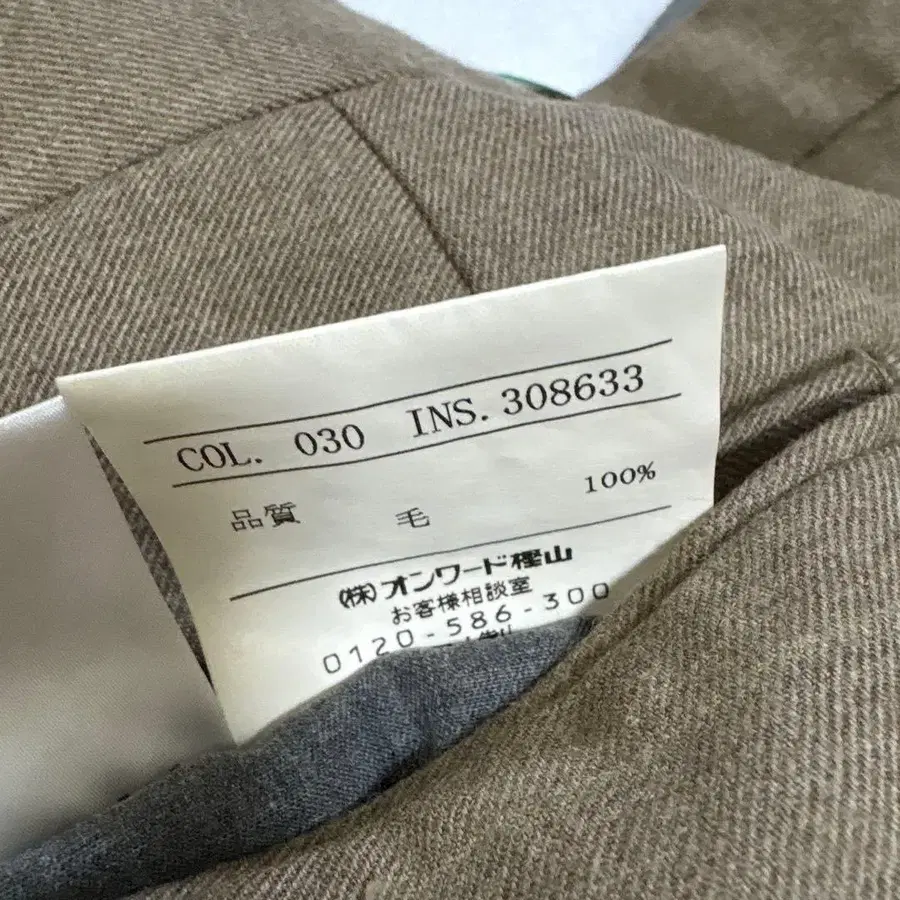 COL. 030 INS. 308633
品質 毛 100%
(株)オンワード樫山
お客様相談室
0120-586-300